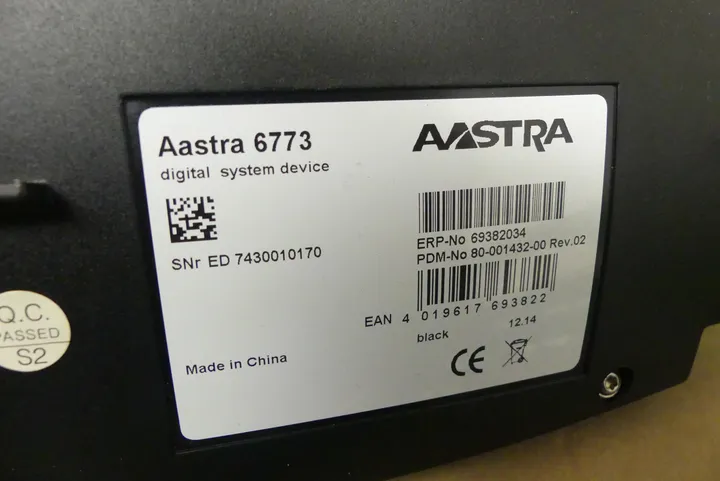 Aastra 6773
digital system device
SNr ED 7430010170
Made in China
AASTRA
ERP-No 69382034
PDM-No 80-001432-00 Rev.02
EAN 4 019617 693822
black 12.14
CE
Q.C.
PASSED
S2